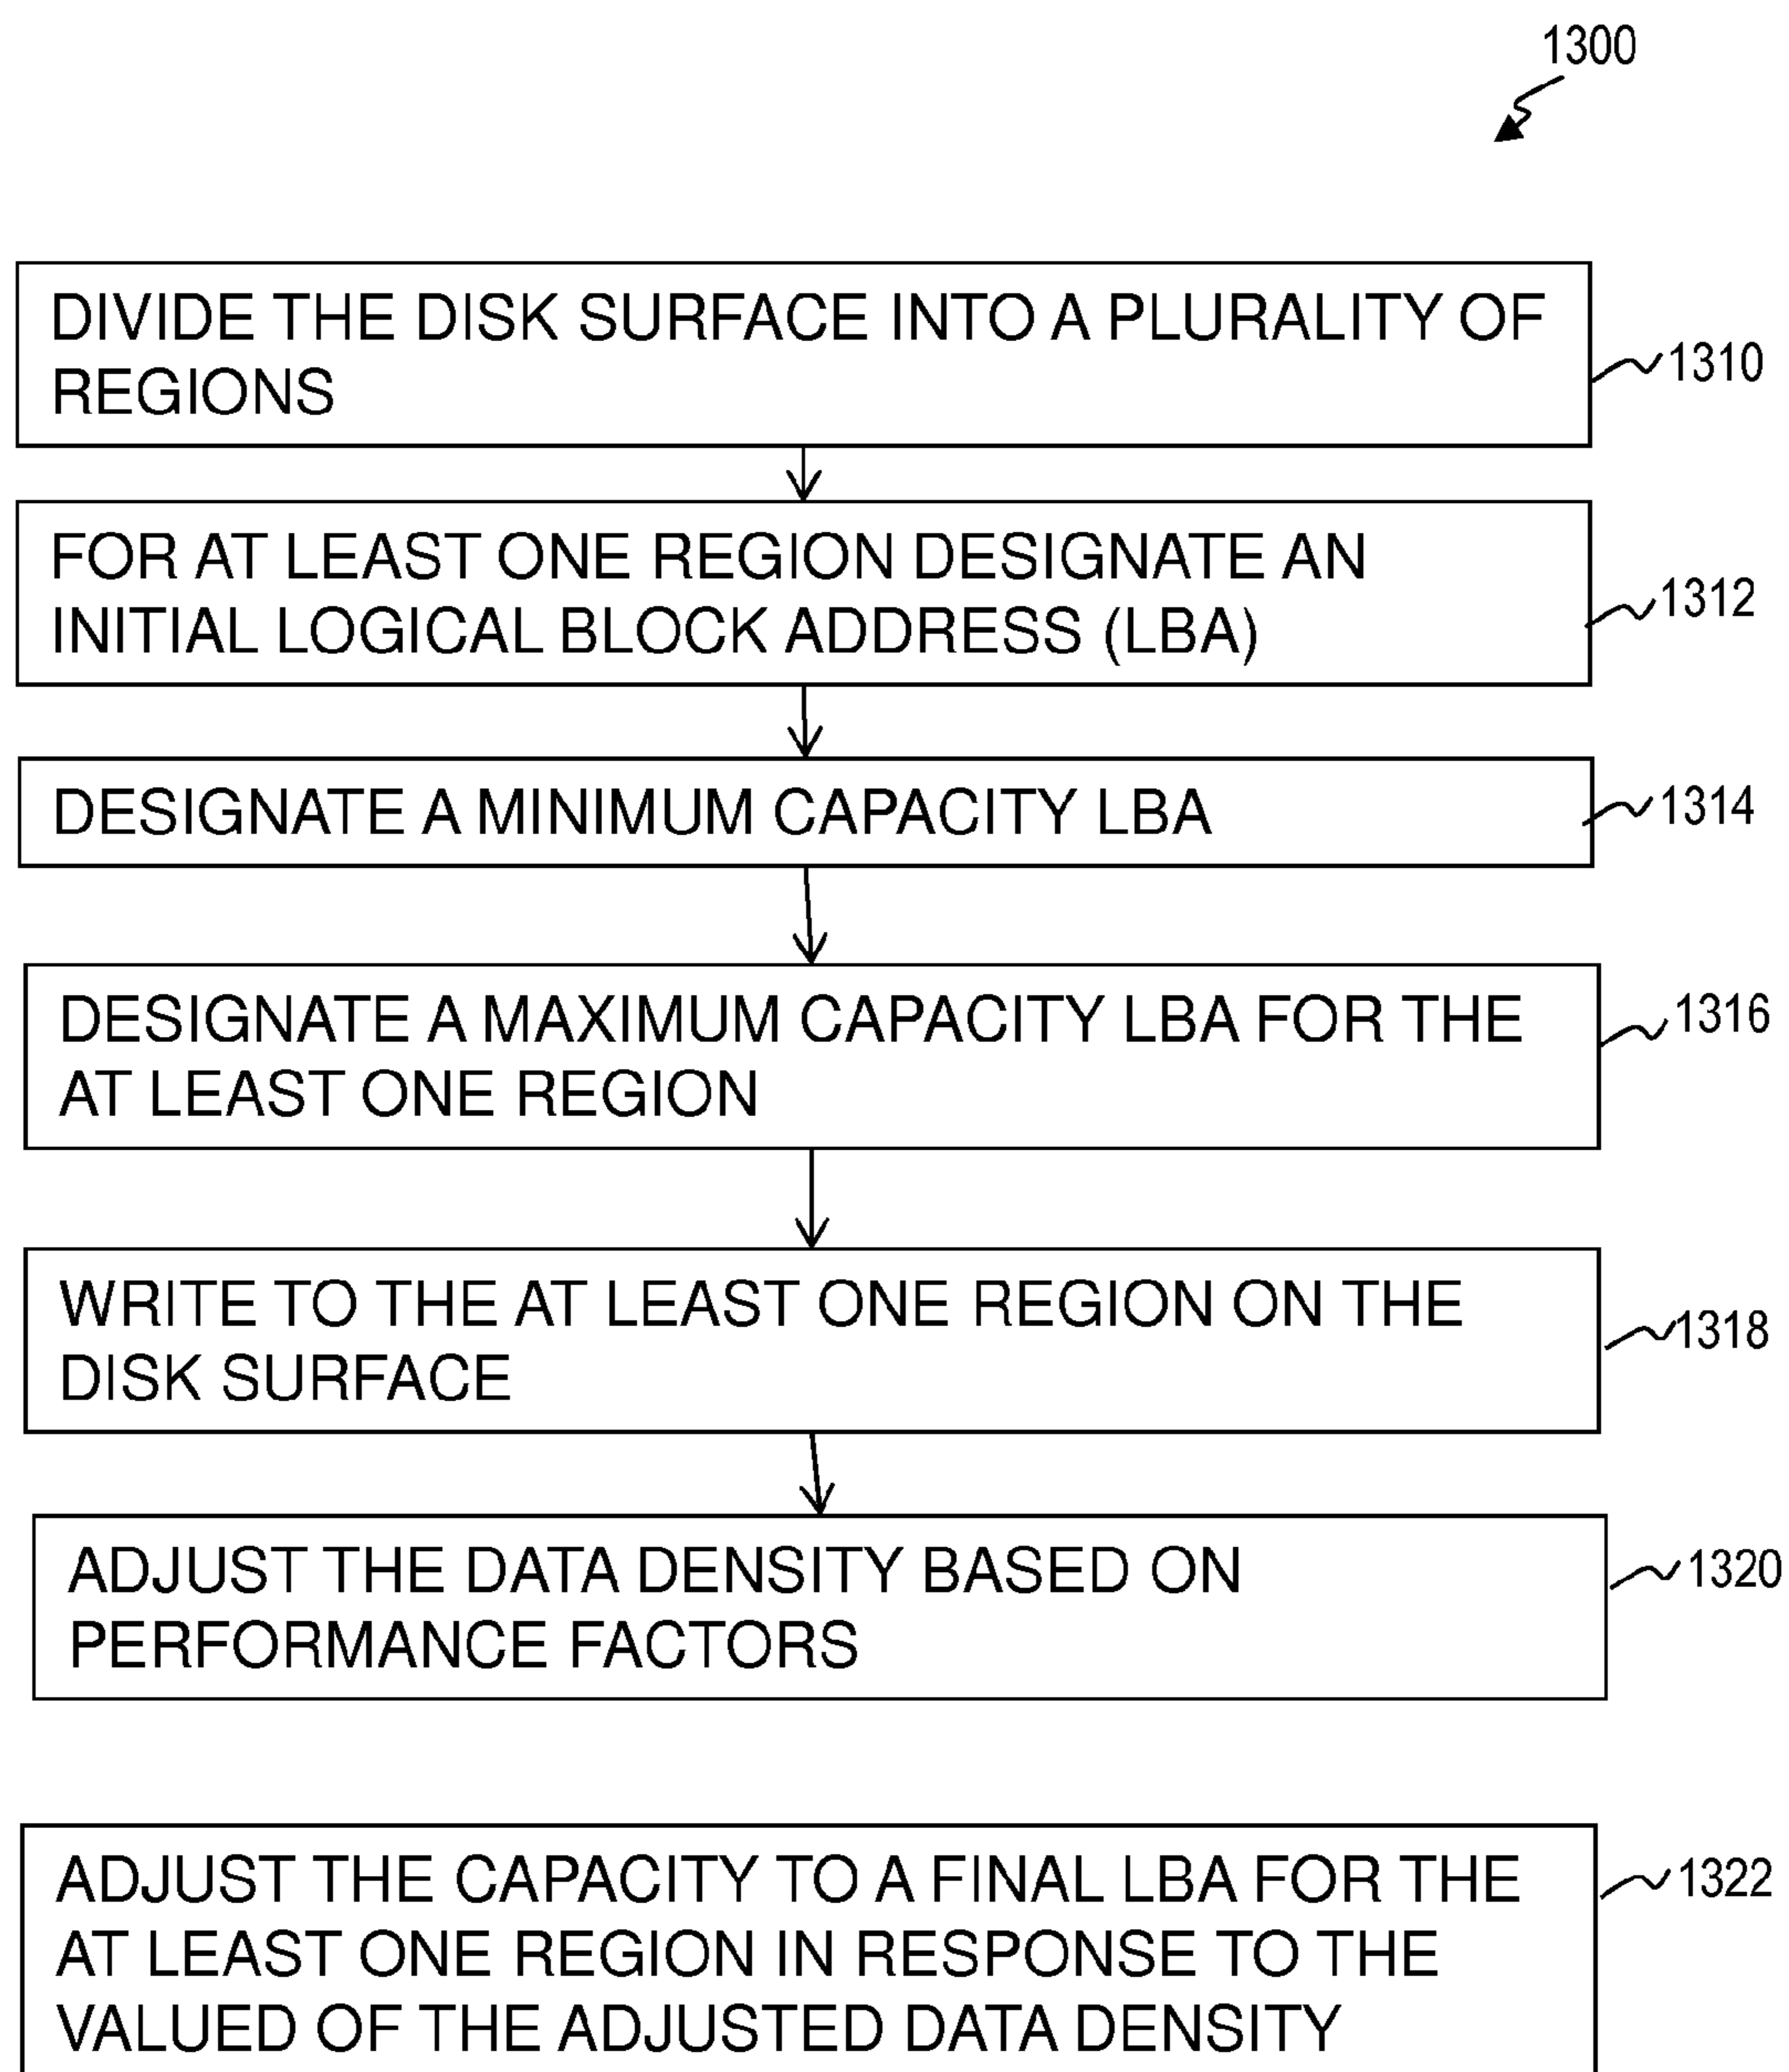 1300
DIVIDE THE DISK SURFACE INTO A PLURALITY OF
REGIONS
1310
FOR AT LEAST ONE REGION DESIGNATE AN
INITIAL LOGICAL BLOCK ADDRESS (LBA)
1312
DESIGNATE A MINIMUM CAPACITY LBA
1314
DESIGNATE A MAXIMUM CAPACITY LBA FOR THE
AT LEAST ONE REGION
1316
WRITE TO THE AT LEAST ONE REGION ON THE
DISK SURFACE
1318
ADJUST THE DATA DENSITY BASED ON
PERFORMANCE FACTORS
1320
ADJUST THE CAPACITY TO A FINAL LBA FOR THE
AT LEAST ONE REGION IN RESPONSE TO THE
VALUED OF THE ADJUSTED DATA DENSITY
1322